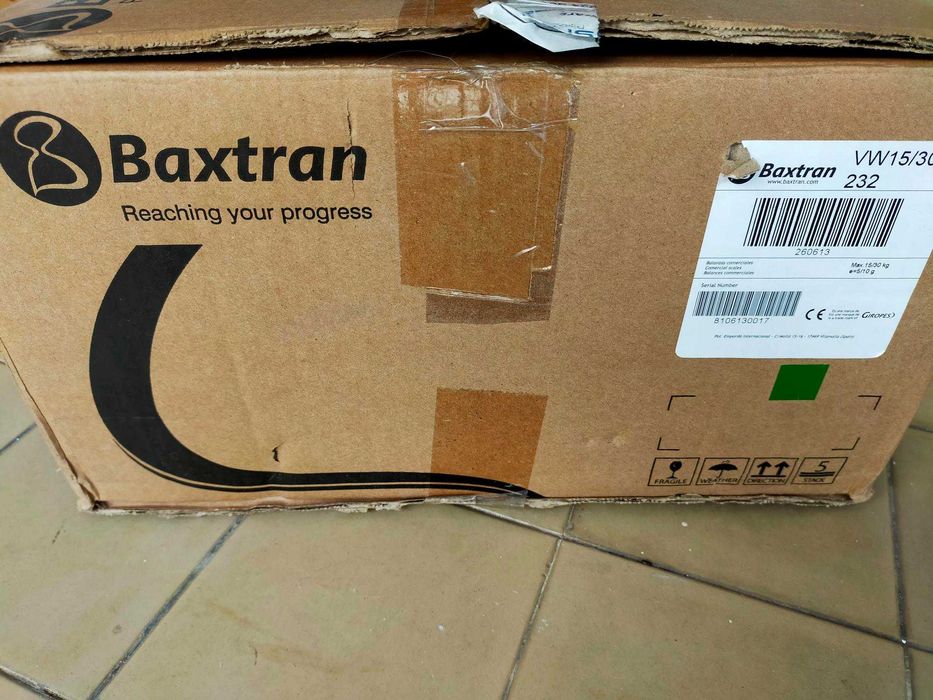 Baxtran
Reaching your progress
Baxtran
www.baxtran.com
VW15/30
232
260613
Balanzas comerciales
Commercial scales
Balances commerciales
Max.15/30 kg
e=5/10 g
Serial Number
8106130017
CE
GIROPES
FRAGILE
WEATHER
DIRECTION
5
STACK